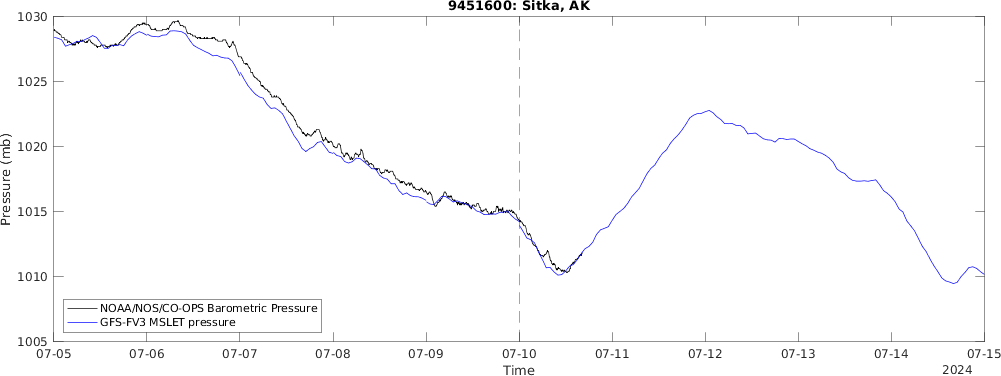 9451600: Sitka, AK
Pressure (mb)
1030
1025
1020
1015
1010
1005
NOAA/NOS/CO-OPS Barometric Pressure
GFS-FV3 MSLET pressure
07-05 07-06 07-07 07-08 07-09 07-10 07-11 07-12 07-13 07-14 07-15
Time
2024